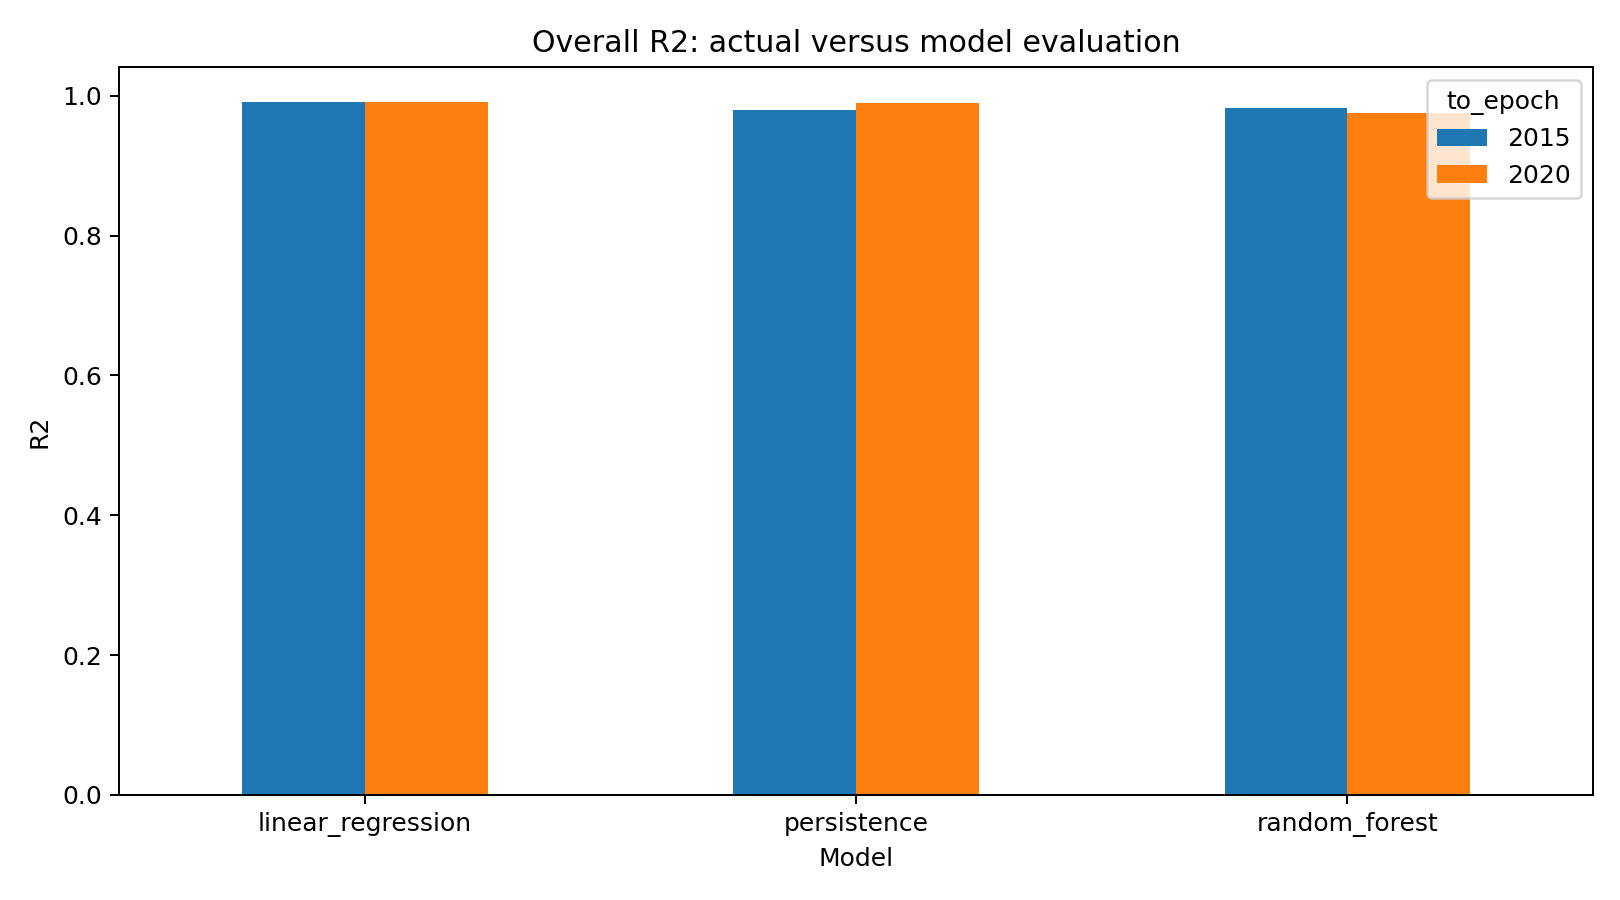 Overall R2: actual versus model evaluation
to_epoch
2015
2020
1.0
0.8
0.6
0.4
0.2
0.0
R2
linear_regression
persistence
random_forest
Model